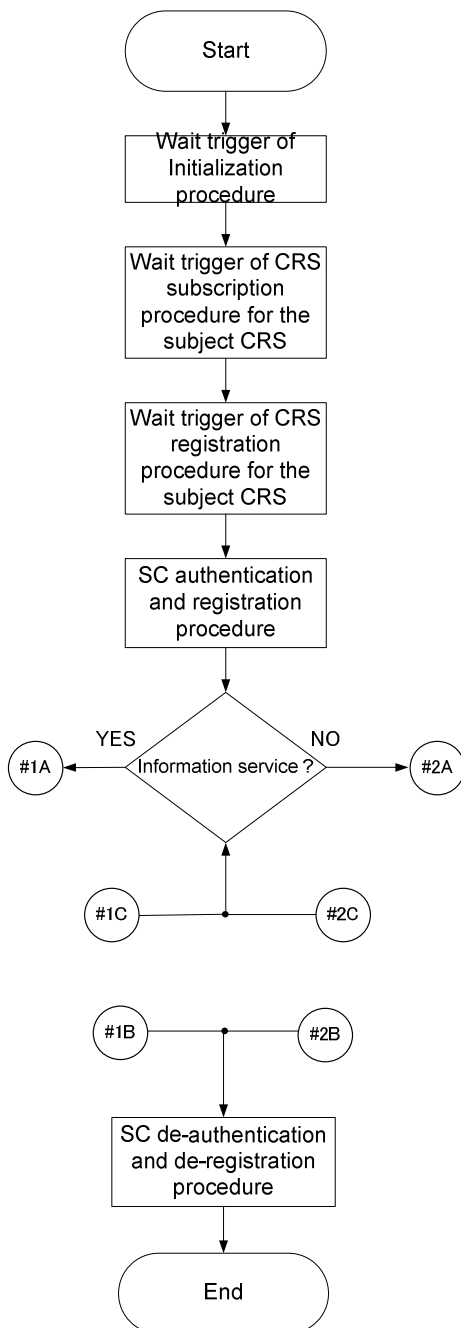 Start
Wait trigger of
Initialization
procedure
Wait trigger of CRS
subscription
procedure for the
subject CRS
Wait trigger of CRS
registration
procedure for the
subject CRS
SC authentication
and registration
procedure
YES
NO
#1A
Information service ?
#2A
#1C
#2C
#1B
#2B
SC de-authentication
and de-registration
procedure
End